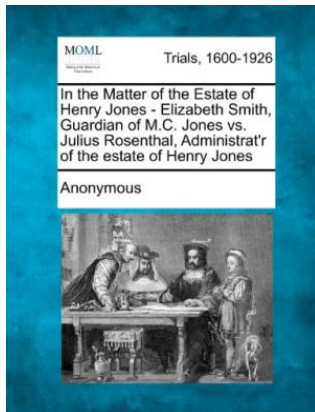 MOML
Trials, 1600-1926
In the Matter of the Estate of
Henry Jones - Elizabeth Smith,
Guardian of M.C. Jones vs.
Julius Rosenthal, Administrat'r
of the estate of Henry Jones
Anonymous